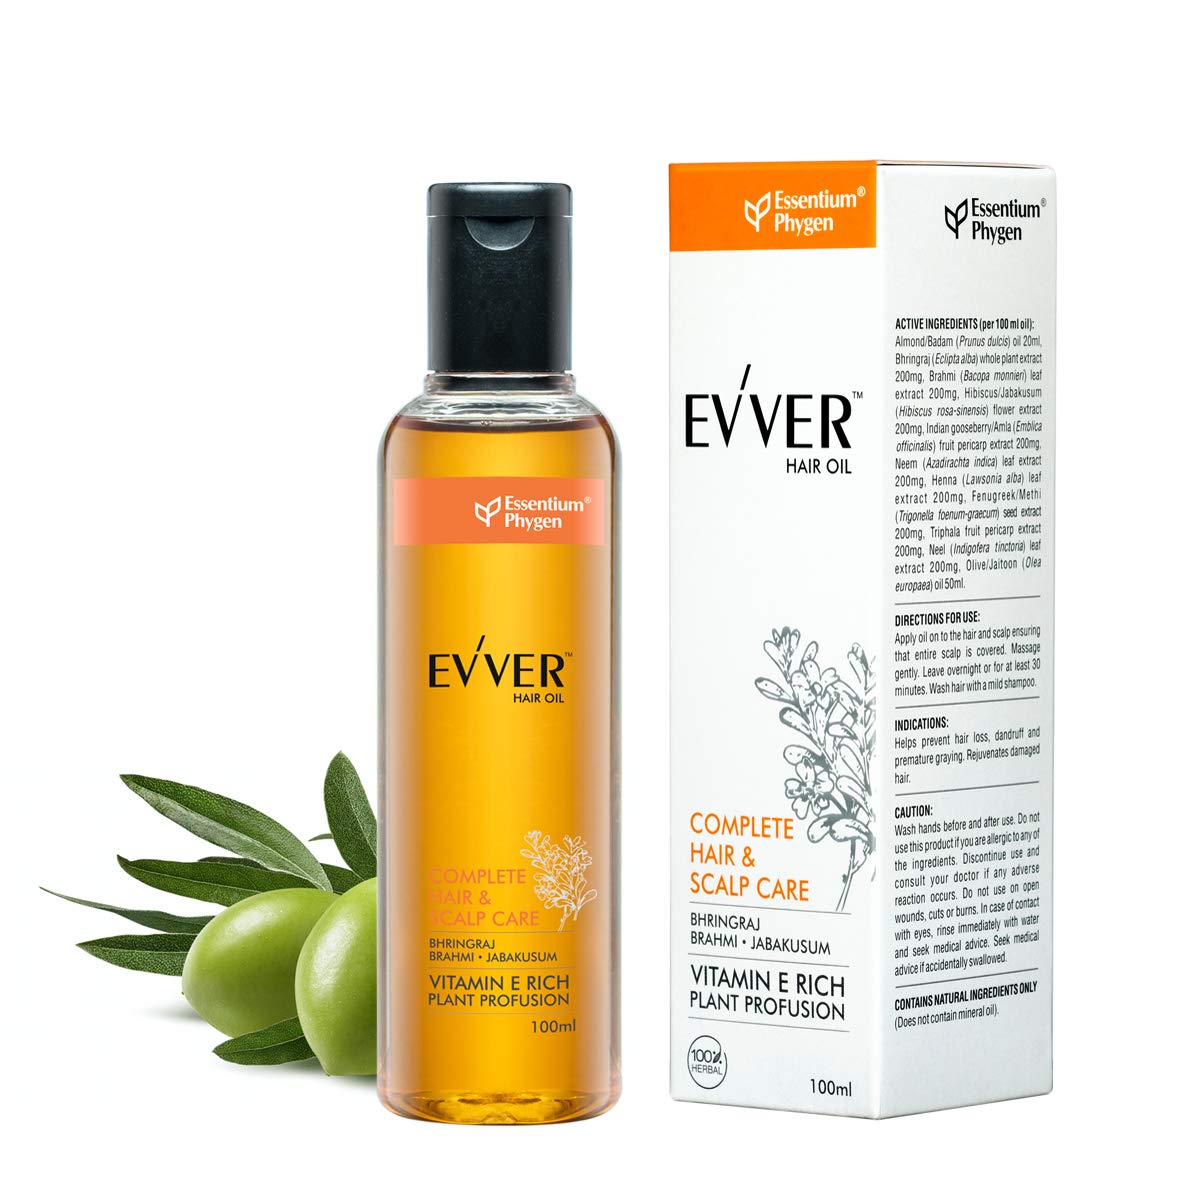 Essentium®
Phygen
EVVER™
HAIR OIL
COMPLETE
HAIR &
SCALP CARE
BHRINGRAJ
BRAHMI • JABAKUSUM
VITAMIN E RICH
PLANT PROFUSION
100ml
Essentium®
Phygen
EVVER™
HAIR OIL
COMPLETE
HAIR &
SCALP CARE
BHRINGRAJ
BRAHMI • JABAKUSUM
VITAMIN E RICH
PLANT PROFUSION
100%
HERBAL
100ml
Essentium®
Phygen
ACTIVE INGREDIENTS (per 100 ml oil):
Almond/Badam (Prunus dulcis) oil 20ml,
Bhringraj (Eclipta alba) whole plant extract
200mg, Brahmi (Bacopa monnieri) leaf
extract 200mg, Hibiscus/Jabakusum
(Hibiscus rosa-sinensis) flower extract
200mg, Indian gooseberry/Amla (Emblica
officinalis) fruit pericarp extract 200mg,
Neem (Azadirachta indica) leaf extract
200mg, Henna (Lawsonia alba) leaf
extract 200mg, Fenugreek/Methi
(Trigonella foenum-graecum) seed extract
200mg, Triphala fruit pericarp extract
200mg, Neel (Indigofera tinctoria) leaf
extract 200mg, Olive/Jaitoon (Olea
europaea) oil 50ml.
DIRECTIONS FOR USE:
Apply oil on to the hair and scalp ensuring
that entire scalp is covered. Massage
gently. Leave overnight or for at least 30
minutes. Wash hair with a mild shampoo.
INDICATIONS:
Helps prevent hair loss, dandruff and
premature graying. Rejuvenates damaged
hair.
CAUTION:
Wash hands before and after use. Do not
use this product if you are allergic to any of
the ingredients. Discontinue use and
consult your doctor if any adverse
reaction occurs. Do not use on open
wounds, cuts or burns. In case of contact
with eyes, rinse immediately with water
and seek medical advice. Seek medical
advice if accidentally swallowed.
CONTAINS NATURAL INGREDIENTS ONLY
(Does not contain mineral oil).